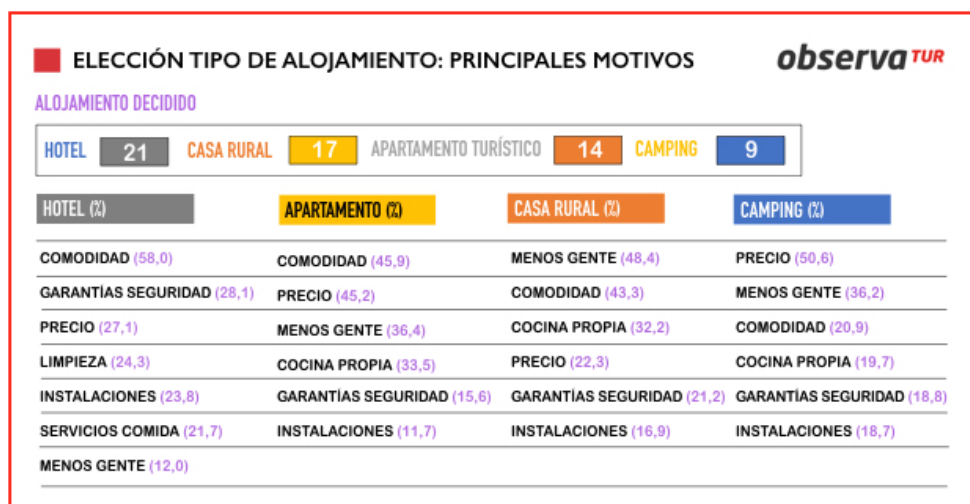 ELECCIÓN TIPO DE ALOJAMIENTO: PRINCIPALES MOTIVOS
observaTUR
ALOJAMIENTO DECIDIDO
HOTEL 21 CASA RURAL 17 APARTAMENTO TURÍSTICO 14 CAMPING 9
HOTEL (%) APARTAMENTO (%) CASA RURAL (%) CAMPING (%)
COMODIDAD (58,0) COMODIDAD (45,9) MENOS GENTE (48,4) PRECIO (50,6)
GARANTÍAS SEGURIDAD (28,1) PRECIO (45,2) COMODIDAD (43,3) MENOS GENTE (36,2)
PRECIO (27,1) MENOS GENTE (36,4) COCINA PROPIA (32,2) COMODIDAD (20,9)
LIMPIEZA (24,3) COCINA PROPIA (33,5) PRECIO (22,3) COCINA PROPIA (19,7)
INSTALACIONES (23,8) GARANTÍAS SEGURIDAD (15,6) GARANTÍAS SEGURIDAD (21,2) GARANTÍAS SEGURIDAD (18,8)
SERVICIOS COMIDA (21,7) INSTALACIONES (11,7) INSTALACIONES (16,9) INSTALACIONES (18,7)
MENOS GENTE (12,0)